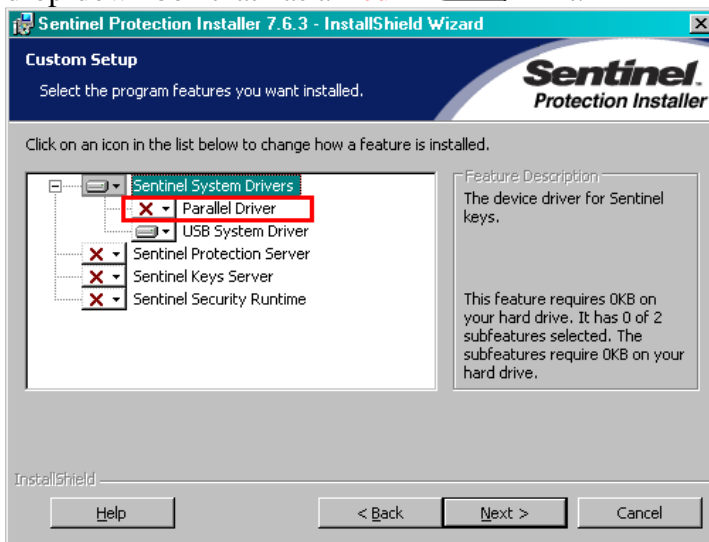 Sentinel Protection Installer 7.6.3 - InstallShield Wizard
Custom Setup
Select the program features you want installed.
Sentinel.
Protection Installer
Click on an icon in the list below to change how a feature is installed.
Sentinel System Drivers
Parallel Driver
USB System Driver
Sentinel Protection Server
Sentinel Keys Server
Sentinel Security Runtime
Feature Description
The device driver for Sentinel
keys.
This feature requires 0KB on
your hard drive. It has 0 of 2
subfeatures selected. The
subfeatures require 0KB on your
hard drive.
InstallShield
Help
< Back
Next >
Cancel